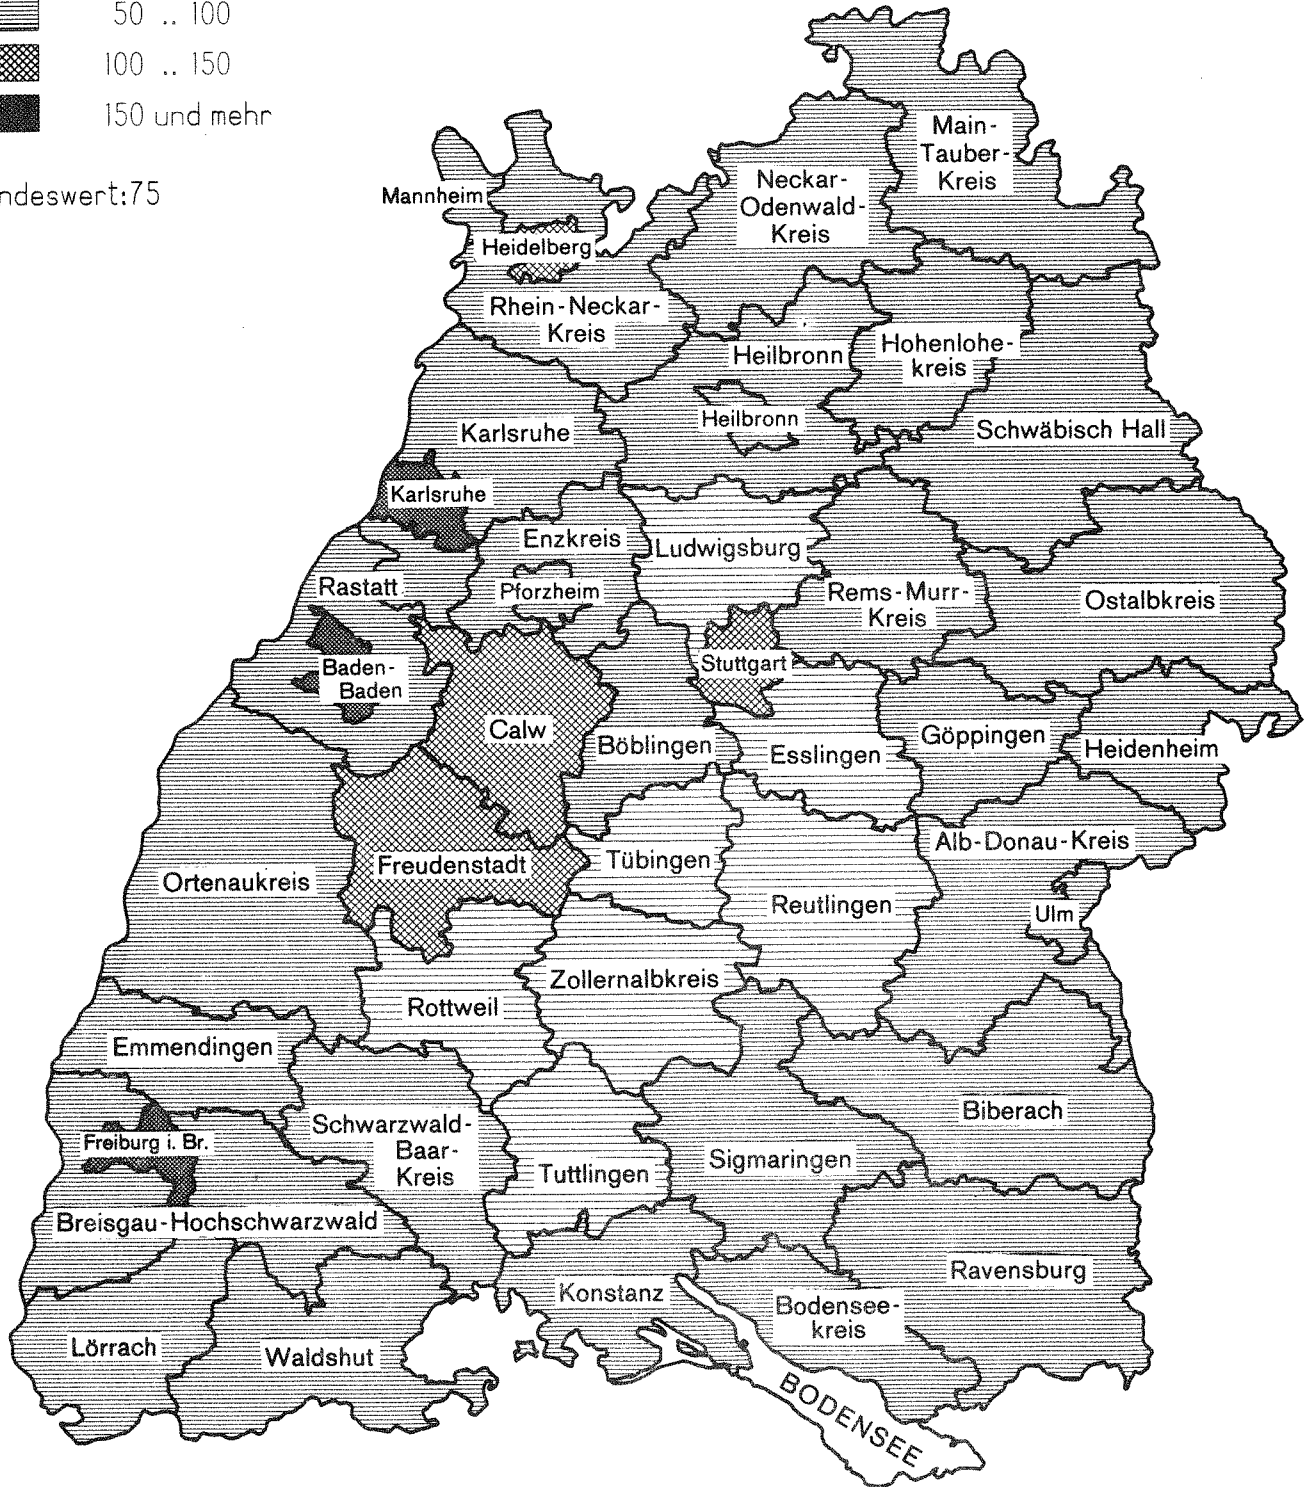 50 .. 100
100 .. 150
150 und mehr
ndeswert:75
Main-
Tauber-
Kreis
Neckar-
Odenwald-
Kreis
Mannheim
Heidelberg
Rhein-Neckar-
Kreis
Heilbronn
Hohenlohe-
kreis
Heilbronn
Karlsruhe
Schwäbisch Hall
Karlsruhe
Enzkreis
Ludwigsburg
Rastatt
Pforzheim
Rems-Murr-
Kreis
Ostalbkreis
Baden-
Baden
Stuttgart
Calw
Böblingen
Esslingen
Göppingen
Heidenheim
Alb-Donau-Kreis
Freudenstadt
Tübingen
Ortenaukreis
Reutlingen
Ulm
Zollernalbkreis
Rottweil
Emmendingen
Biberach
Schwarzwald-
Baar-
Kreis
Freiburg i. Br.
Sigmaringen
Tuttlingen
Breisgau-Hochschwarzwald
Ravensburg
Konstanz
Bodensee-
kreis
Lörrach
Waldshut
BODENSEE